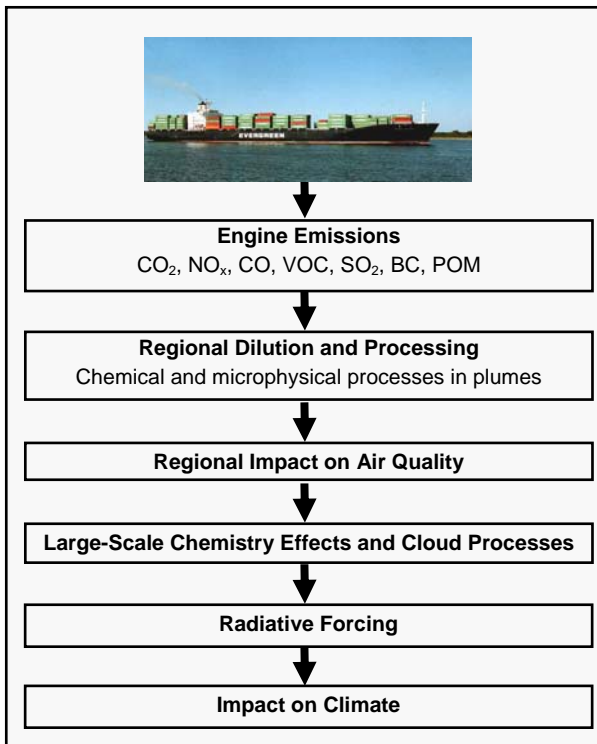 EVERGREEN
Engine Emissions
CO₂, NOₓ, CO, VOC, SO₂, BC, POM
Regional Dilution and Processing
Chemical and microphysical processes in plumes
Regional Impact on Air Quality
Large-Scale Chemistry Effects and Cloud Processes
Radiative Forcing
Impact on Climate